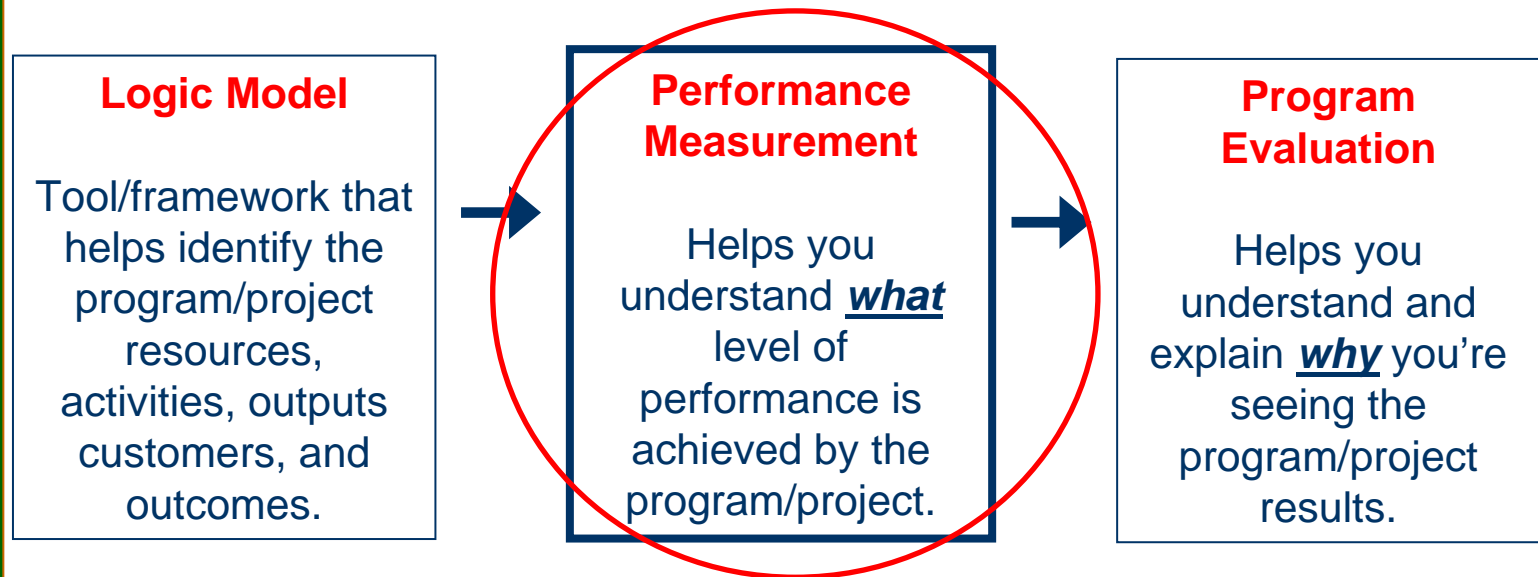 Logic Model
Tool/framework that
helps identify the
program/project
resources,
activities, outputs
customers, and
outcomes.
Performance
Measurement
Helps you
understand what
level of
performance is
achieved by the
program/project.
Program
Evaluation
Helps you
understand and
explain why you’re
seeing the
program/project
results.